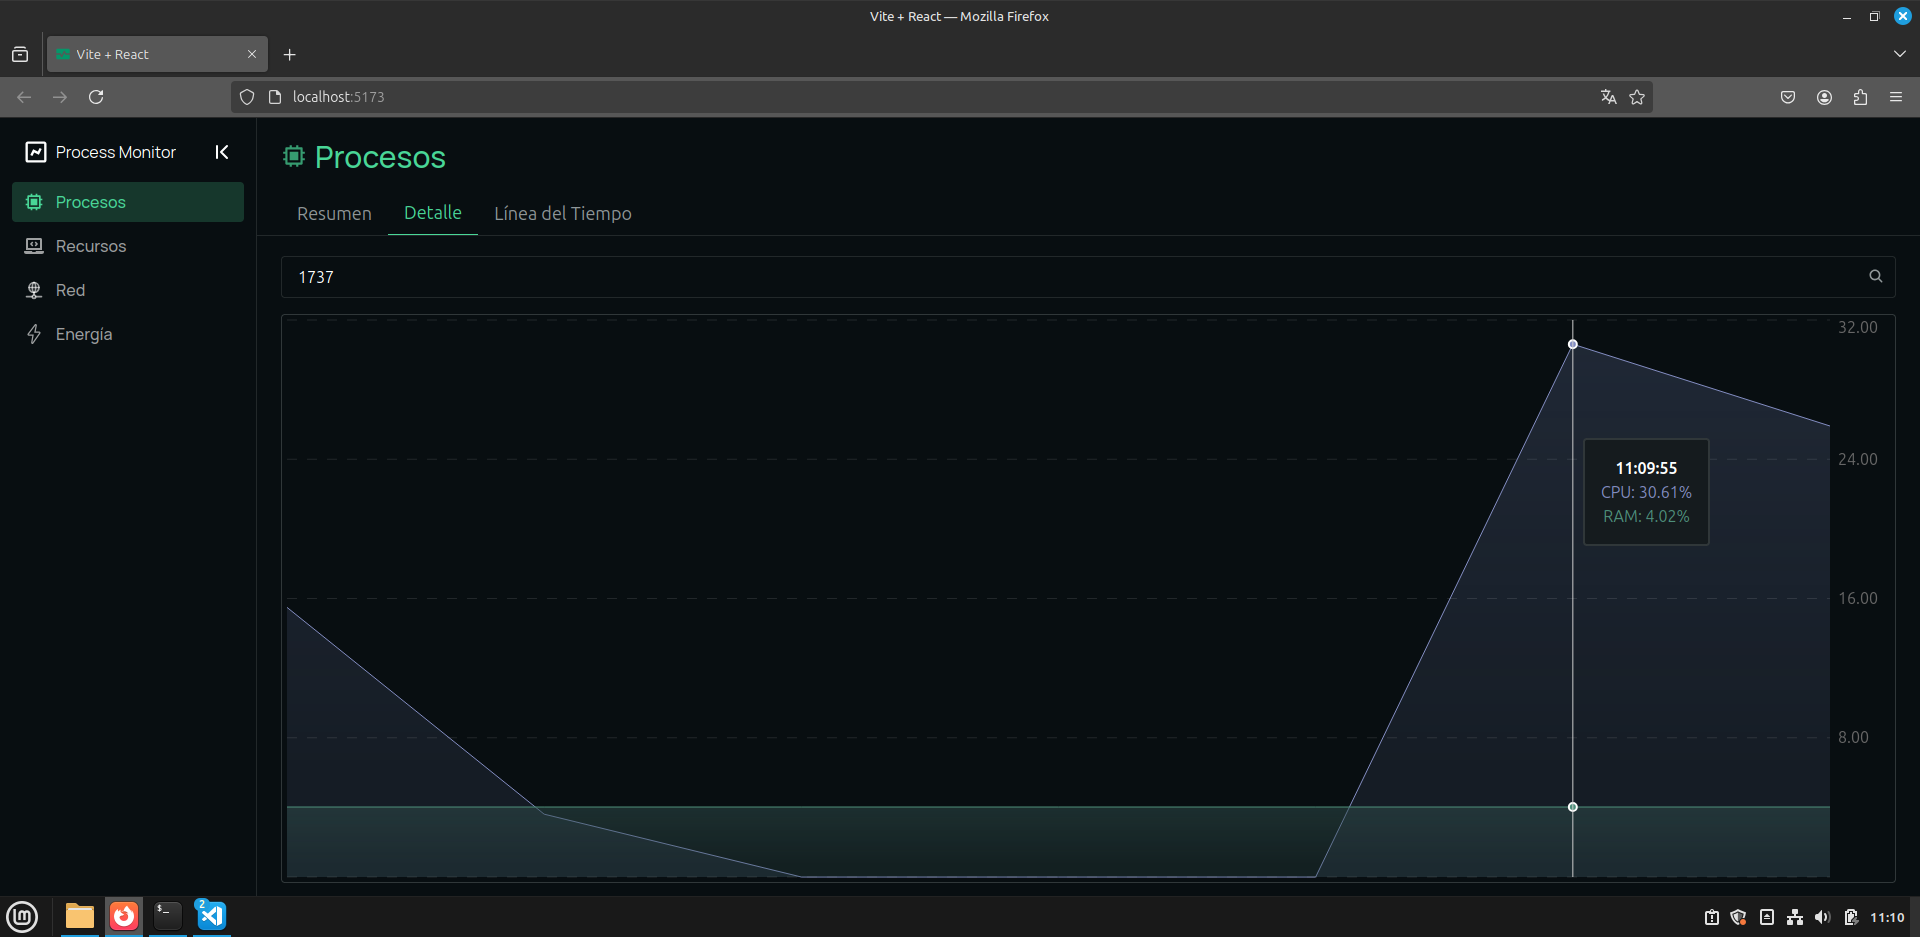 Vite + React — Mozilla Firefox
Vite + React
localhost:5173
Process Monitor
Procesos
Recursos
Red
Energía
Procesos
Resumen
Detalle
Línea del Tiempo
1737
32.00
24.00
16.00
8.00
11:09:55
CPU: 30.61%
RAM: 4.02%
$_
2
11:10